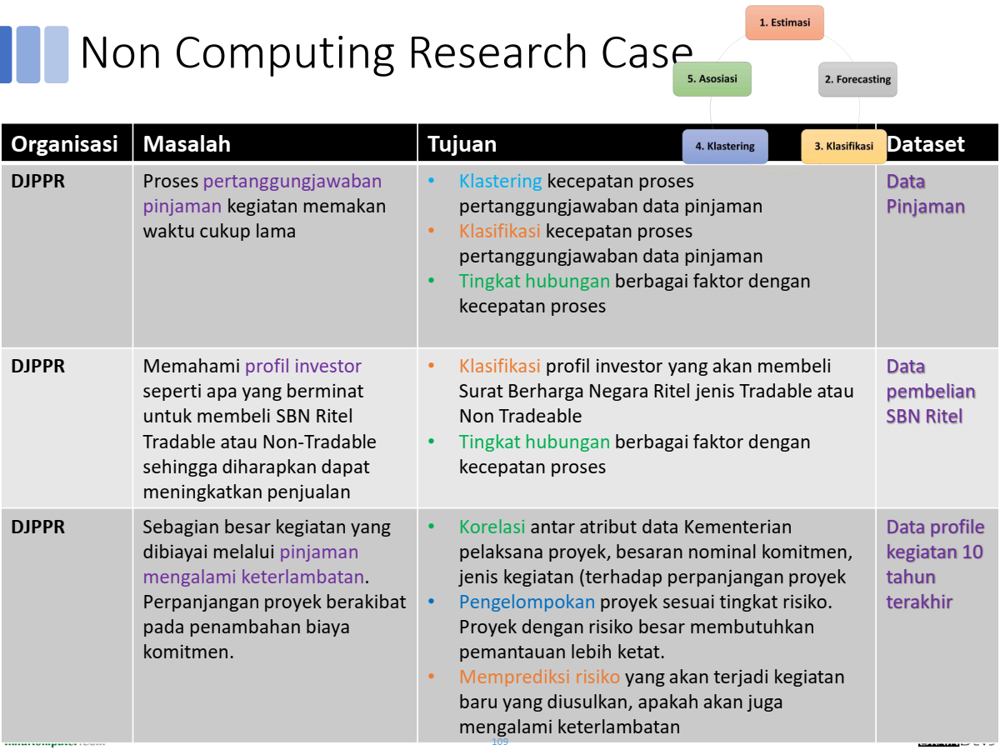 Non Computing Research Case
1. Estimasi
5. Asosiasi
2. Forecasting
4. Klastering
3. Klasifikasi
Organisasi
Masalah
Tujuan
Dataset
DJPPR
Proses pertanggungjawaban
pinjaman kegiatan memakan
waktu cukup lama
• Klastering kecepatan proses
pertanggungjawaban data pinjaman
• Klasifikasi kecepatan proses
pertanggungjawaban data pinjaman
• Tingkat hubungan berbagai faktor dengan
kecepatan proses
Data
Pinjaman
DJPPR
Memahami profil investor
seperti apa yang berminat
untuk membeli SBN Ritel
Tradable atau Non-Tradable
sehingga diharapkan dapat
meningkatkan penjualan
• Klasifikasi profil investor yang akan membeli
Surat Berharga Negara Ritel jenis Tradable atau
Non Tradeable
• Tingkat hubungan berbagai faktor dengan
kecepatan proses
Data
pembelian
SBN Ritel
DJPPR
Sebagian besar kegiatan yang
dibiayai melalui pinjaman
mengalami keterlambatan.
Perpanjangan proyek berakibat
pada penambahan biaya
komitmen.
• Korelasi antar atribut data Kementerian
pelaksana proyek, besaran nominal komitmen,
jenis kegiatan (terhadap perpanjangan proyek
• Pengelompokan proyek sesuai tingkat risiko.
Proyek dengan risiko besar membutuhkan
pemantauan lebih ketat.
• Memprediksi risiko yang akan terjadi kegiatan
baru yang diusulkan, apakah akan juga
mengalami keterlambatan
Data profile
kegiatan 10
tahun
terakhir
109